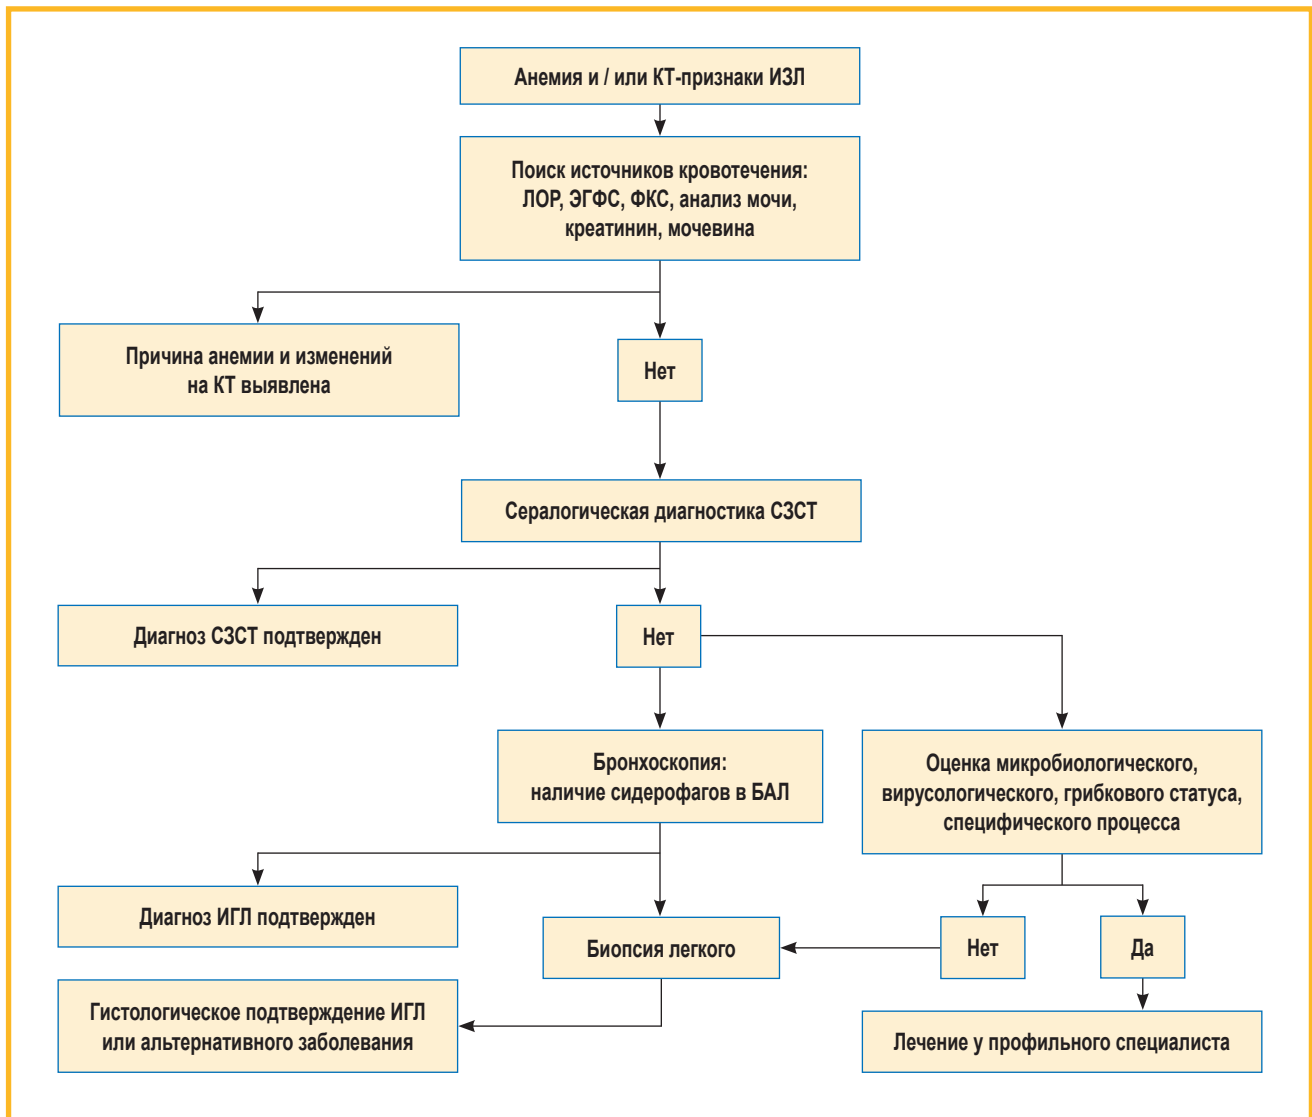 Анемия и / или КТ-признаки ИЗЛ
Поиск источников кровотечения:
ЛОР, ЭГФС, ФКС, анализ мочи,
креатинин, мочевина
Причина анемии и изменений
на КТ выявлена
Нет
Сералогическая диагностика СЗСТ
Диагноз СЗСТ подтвержден
Нет
Бронхоскопия:
наличие сидерофагов в БАЛ
Оценка микробиологического,
вирусологического, грибкового статуса,
специфического процесса
Диагноз ИГЛ подтвержден
Биопсия легкого
Нет
Да
Гистологическое подтверждение ИГЛ
или альтернативного заболевания
Лечение у профильного специалиста